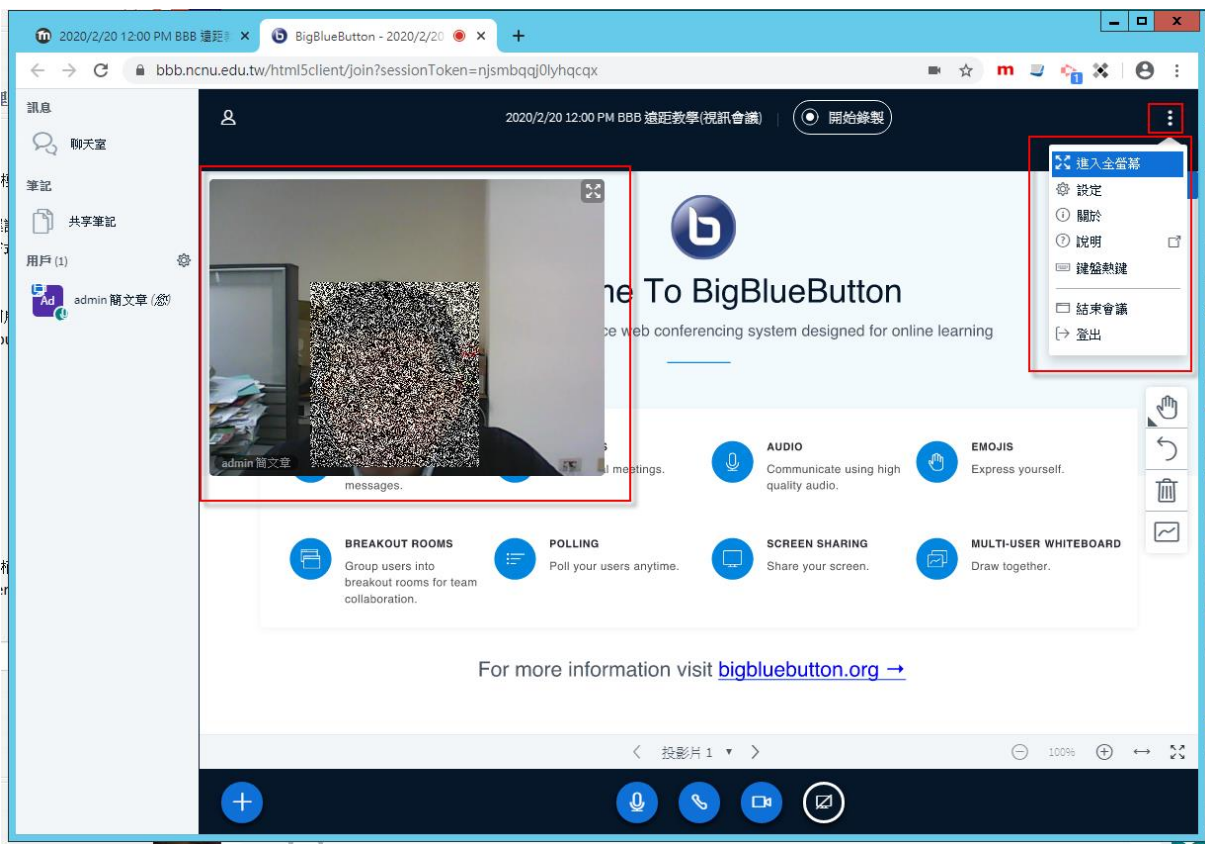 2020/2/20 12:00 PM BBB 遠距
BigBlueButton - 2020/2/20
bbb.ncnu.edu.tw/html5client/join?sessionToken=njsmbqqj0lyhqcqx
訊息
聊天室
筆記
共享筆記
用戶 (1)
Ad
admin 簡文章 (您)
2020/2/20 12:00 PM BBB 遠距教學(視訊會議)
開始錄製
進入全螢幕
設定
關於
說明
鍵盤熱鍵
結束會議
登出
To BigBlueButton
web conferencing system designed for online learning
admin 簡文章
messages.
meetings.
AUDIO
Communicate using high
quality audio.
EMOJIS
Express yourself.
BREAKOUT ROOMS
Group users into
breakout rooms for team
collaboration.
POLLING
Poll your users anytime.
SCREEN SHARING
Share your screen.
MULTI-USER WHITEBOARD
Draw together.
For more information visit bigbluebutton.org →
投影片 1
100%